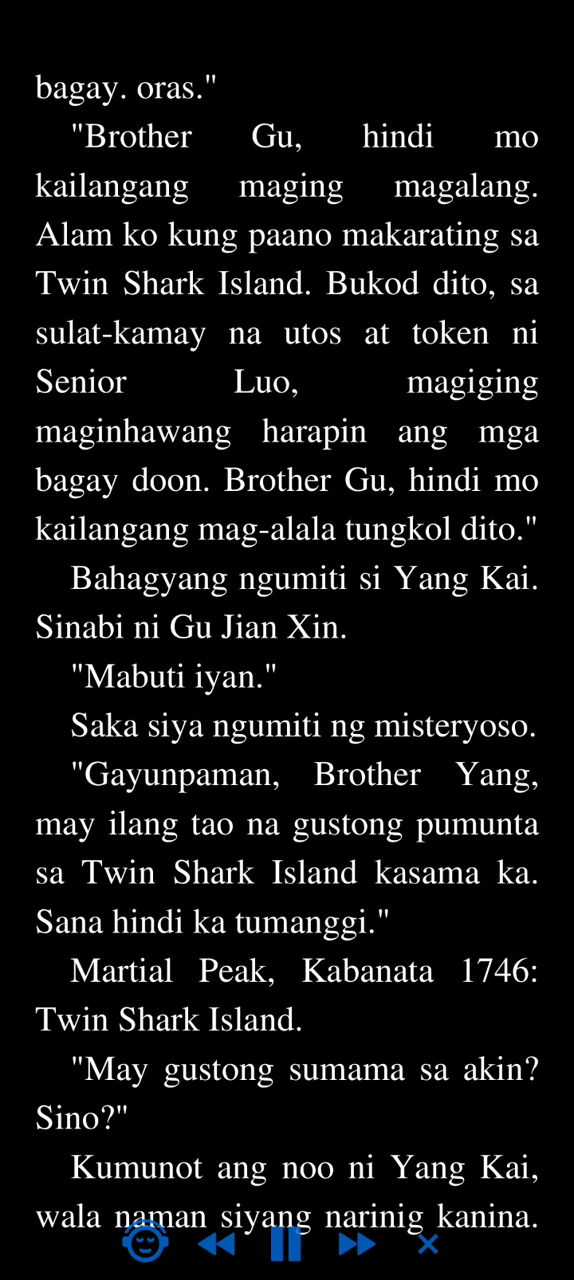 bagay. oras."
"Brother Gu, hindi mo
kailangang maging magalang.
Alam ko kung paano makarating sa
Twin Shark Island. Bukod dito, sa
sulat-kamay na utos at token ni
Senior Luo, magiging
maginhawang harapin ang mga
bagay doon. Brother Gu, hindi mo
kailangang mag-alala tungkol dito."
Bahagyang ngumiti si Yang Kai.
Sinabi ni Gu Jian Xin.
"Mabuti iyan."
Saka siya ngumiti ng misteryoso.
"Gayunpaman, Brother Yang,
may ilang tao na gustong pumunta
sa Twin Shark Island kasama ka.
Sana hindi ka tumanggi."
Martial Peak, Kabanata 1746:
Twin Shark Island.
"May gustong sumama sa akin?
Sino?"
Kumunot ang noo ni Yang Kai,
wala naman siyang narinig kanina.